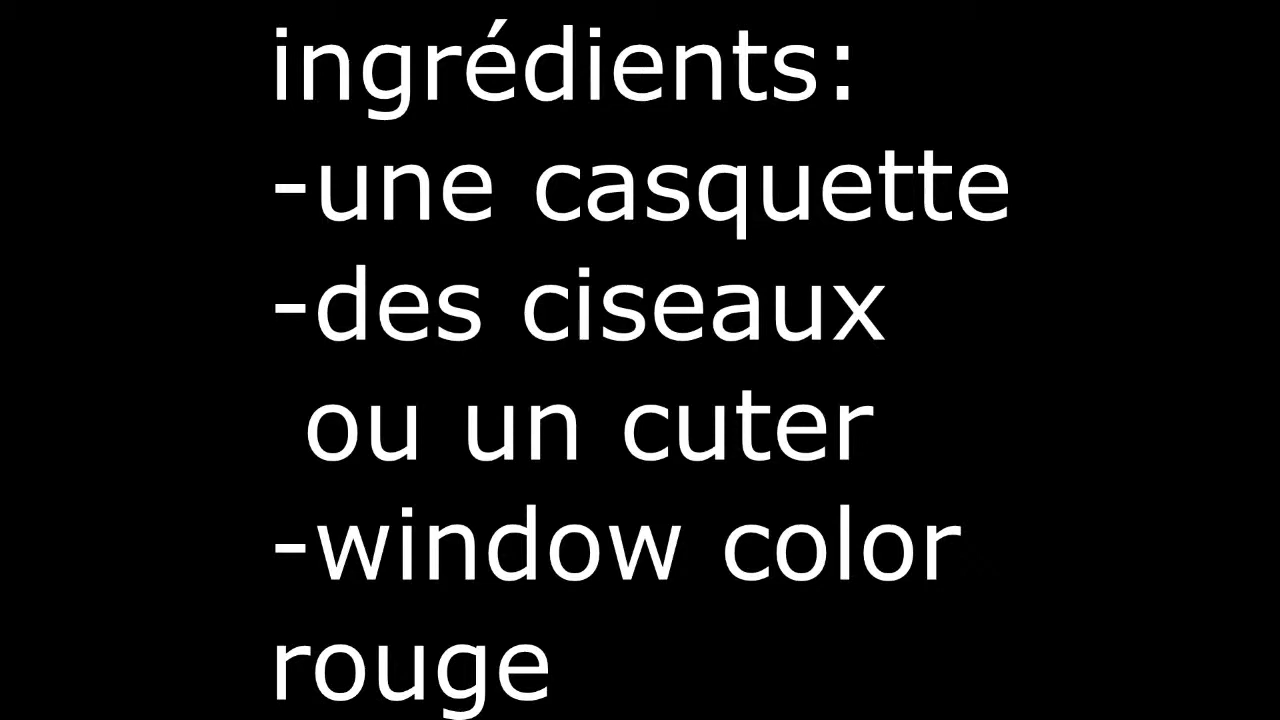 ingrédients:
-une casquette
-des ciseaux
ou un cuter
-window color
rouge